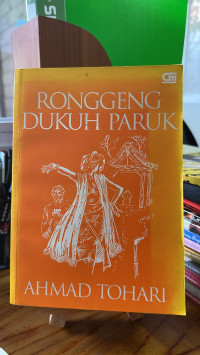 RONGGENG
DUKUH PARUK
AHMAD TOHARI